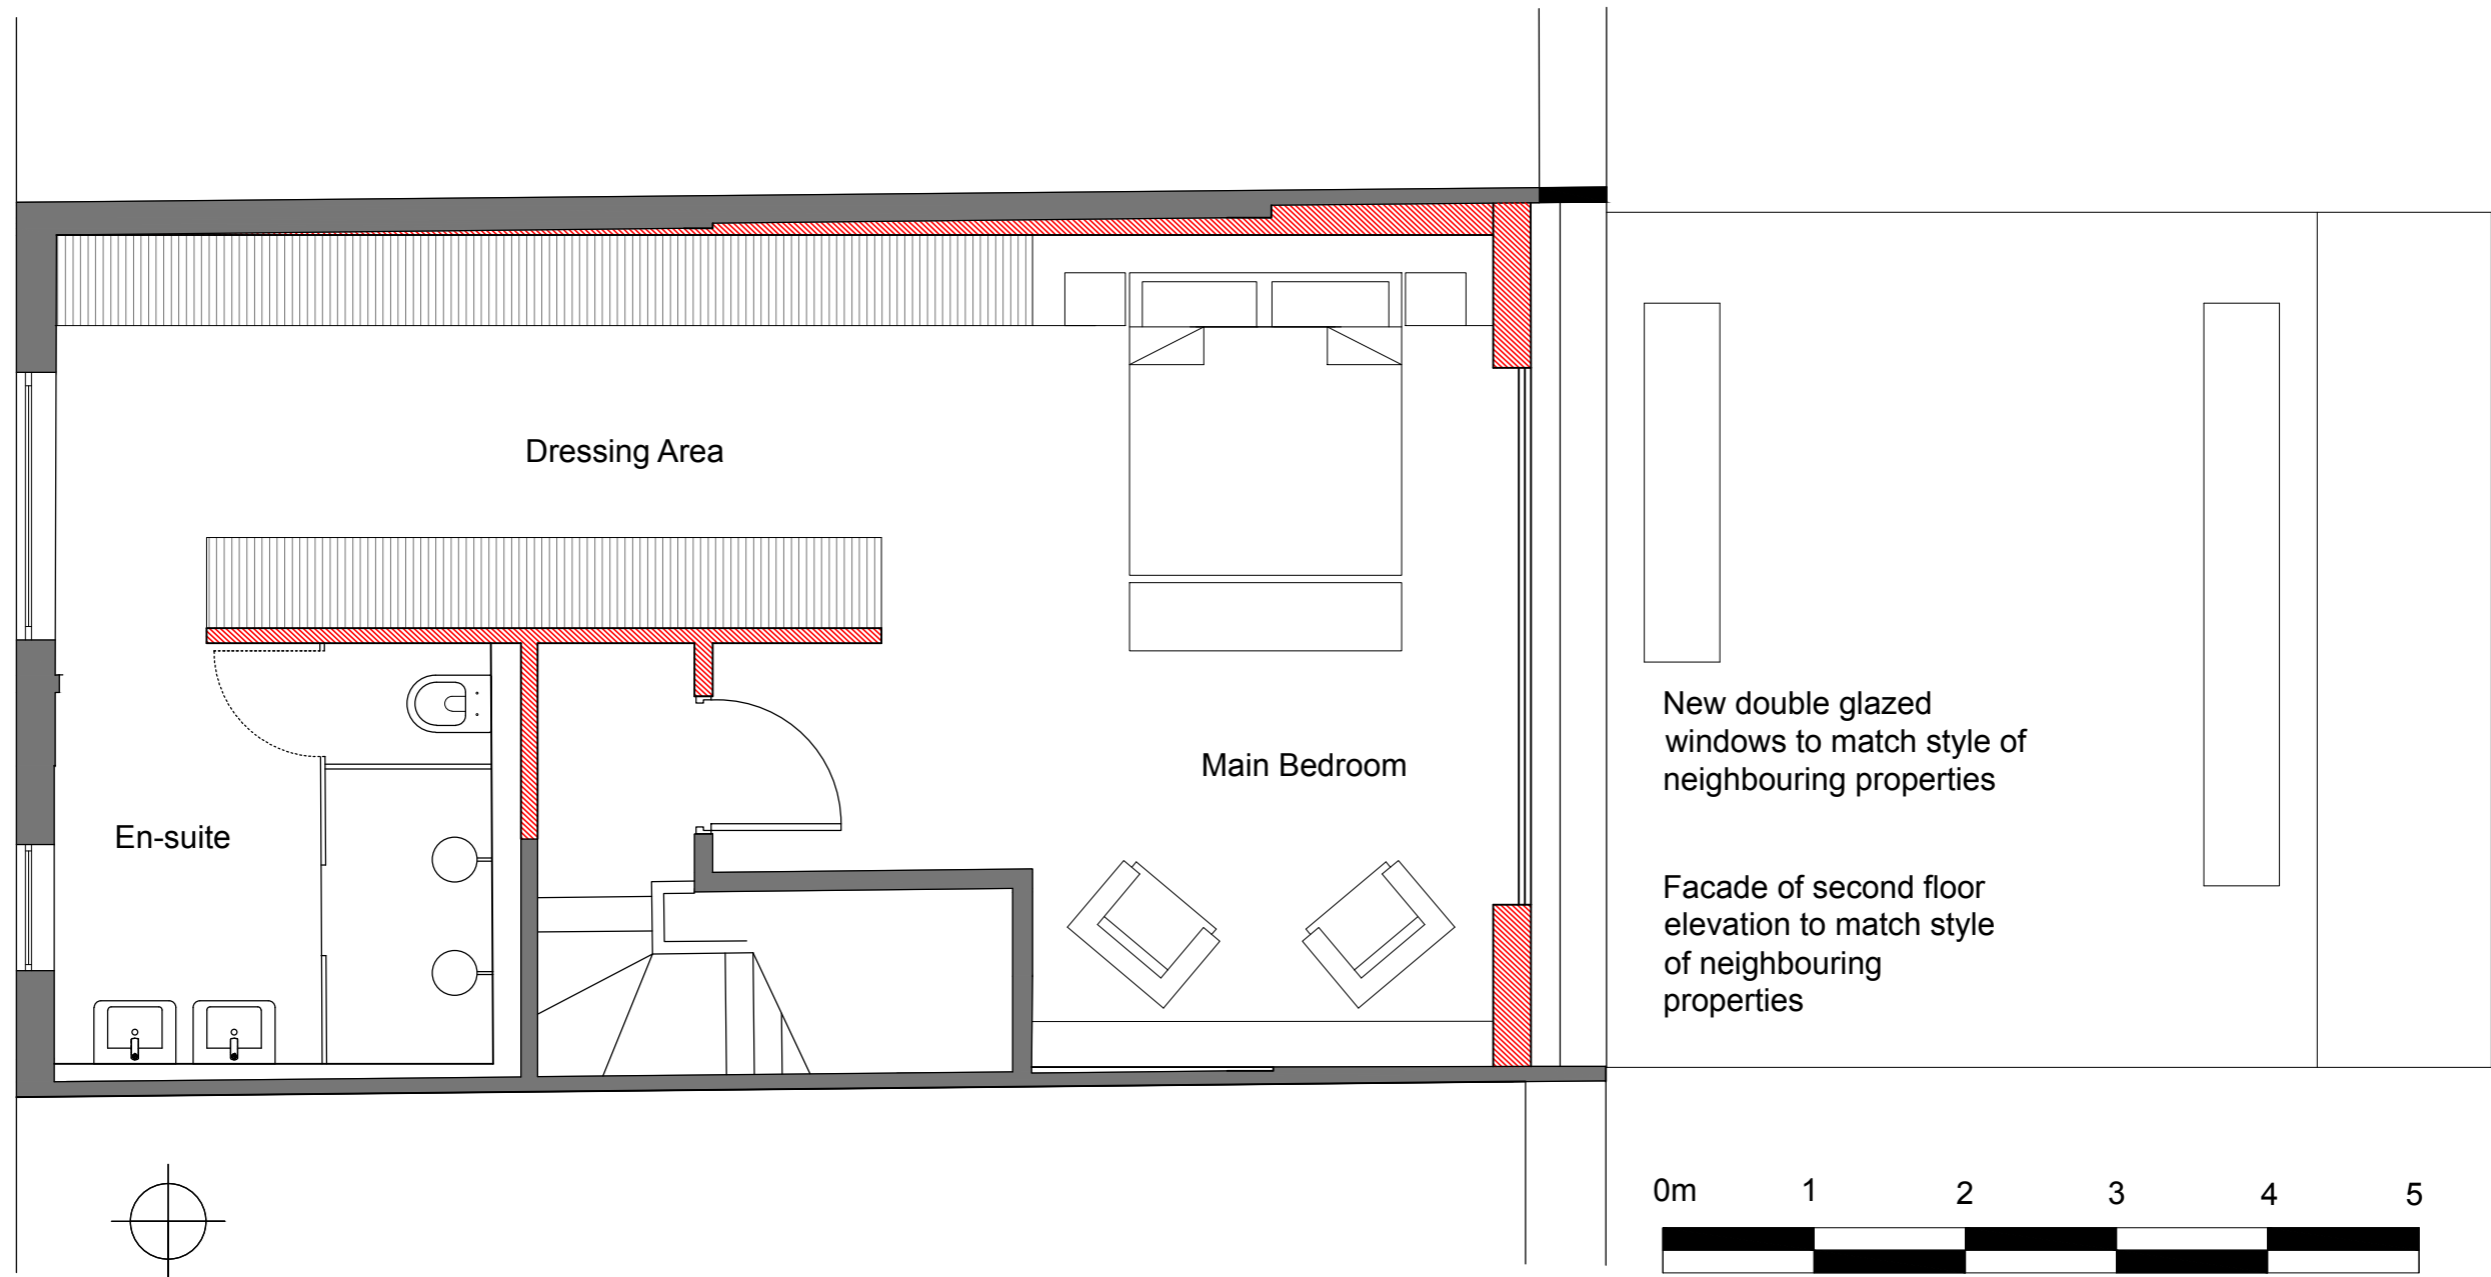 Dressing Area
New double glazed
windows to match style of
neighbouring properties
Main Bedroom
En-suite
Facade of second floor
elevation to match style
of neighbouring
properties
0m 1 2 3 4 5